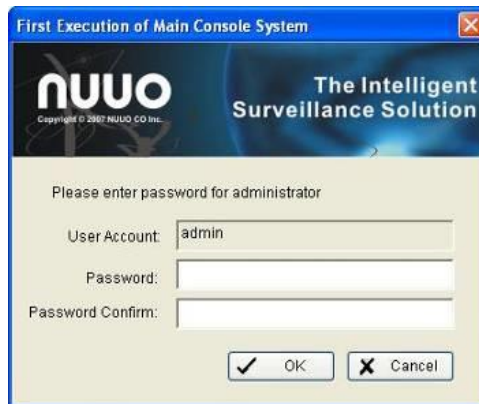 First Execution of Main Console System
nuuo
The Intelligent
Surveillance Solution
Copyright © 2007 NUUO CO Inc.
Please enter password for administrator
User Account:
admin
Password:
Password Confirm:
OK
Cancel